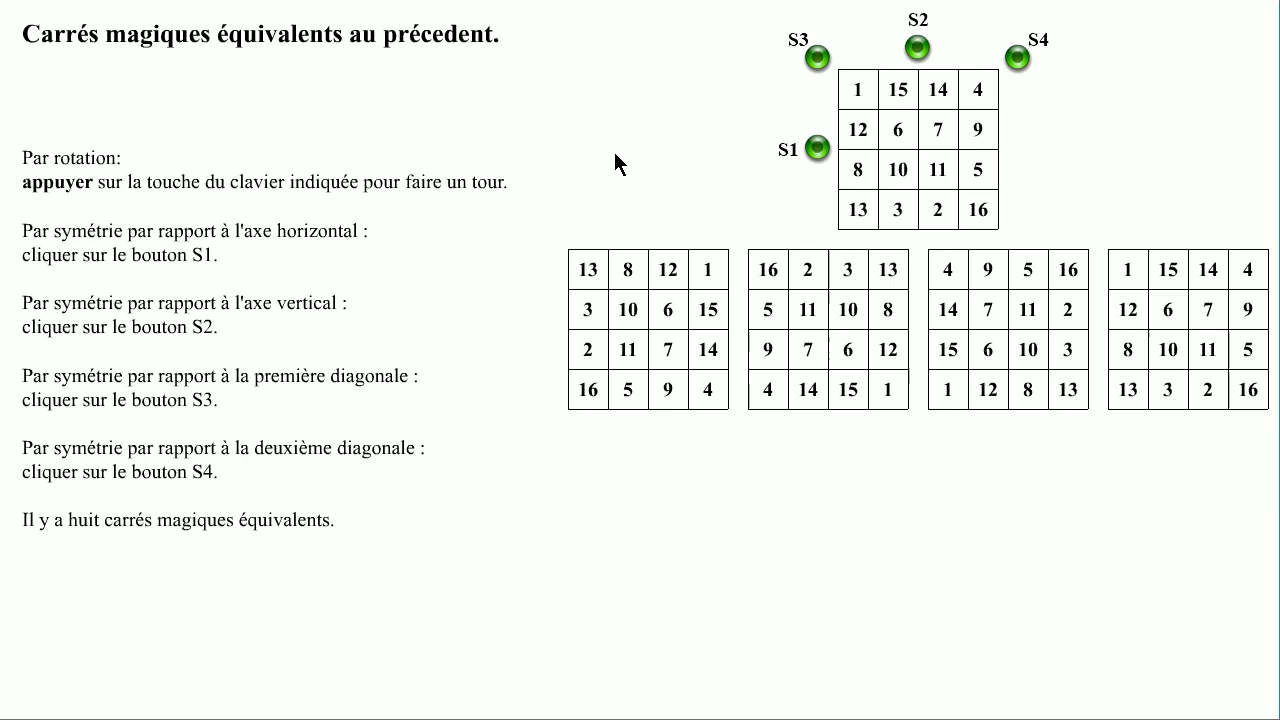 Carrés magiques équivalents au précedent.
Par rotation:
appuyer sur la touche du clavier indiquée pour faire un tour.
Par symétrie par rapport à l'axe horizontal :
cliquer sur le bouton S1.
Par symétrie par rapport à l'axe vertical :
cliquer sur le bouton S2.
Par symétrie par rapport à la première diagonale :
cliquer sur le bouton S3.
Par symétrie par rapport à la deuxième diagonale :
cliquer sur le bouton S4.
Il y a huit carrés magiques équivalents.
S2
S3 S4
S1
1 15 14 4
12 6 7 9
8 10 11 5
13 3 2 16
13 8 12 1
3 10 6 15
2 11 7 14
16 5 9 4
16 2 3 13
5 11 10 8
9 7 6 12
4 14 15 1
4 9 5 16
14 7 11 2
15 6 10 3
1 12 8 13
1 15 14 4
12 6 7 9
8 10 11 5
13 3 2 16